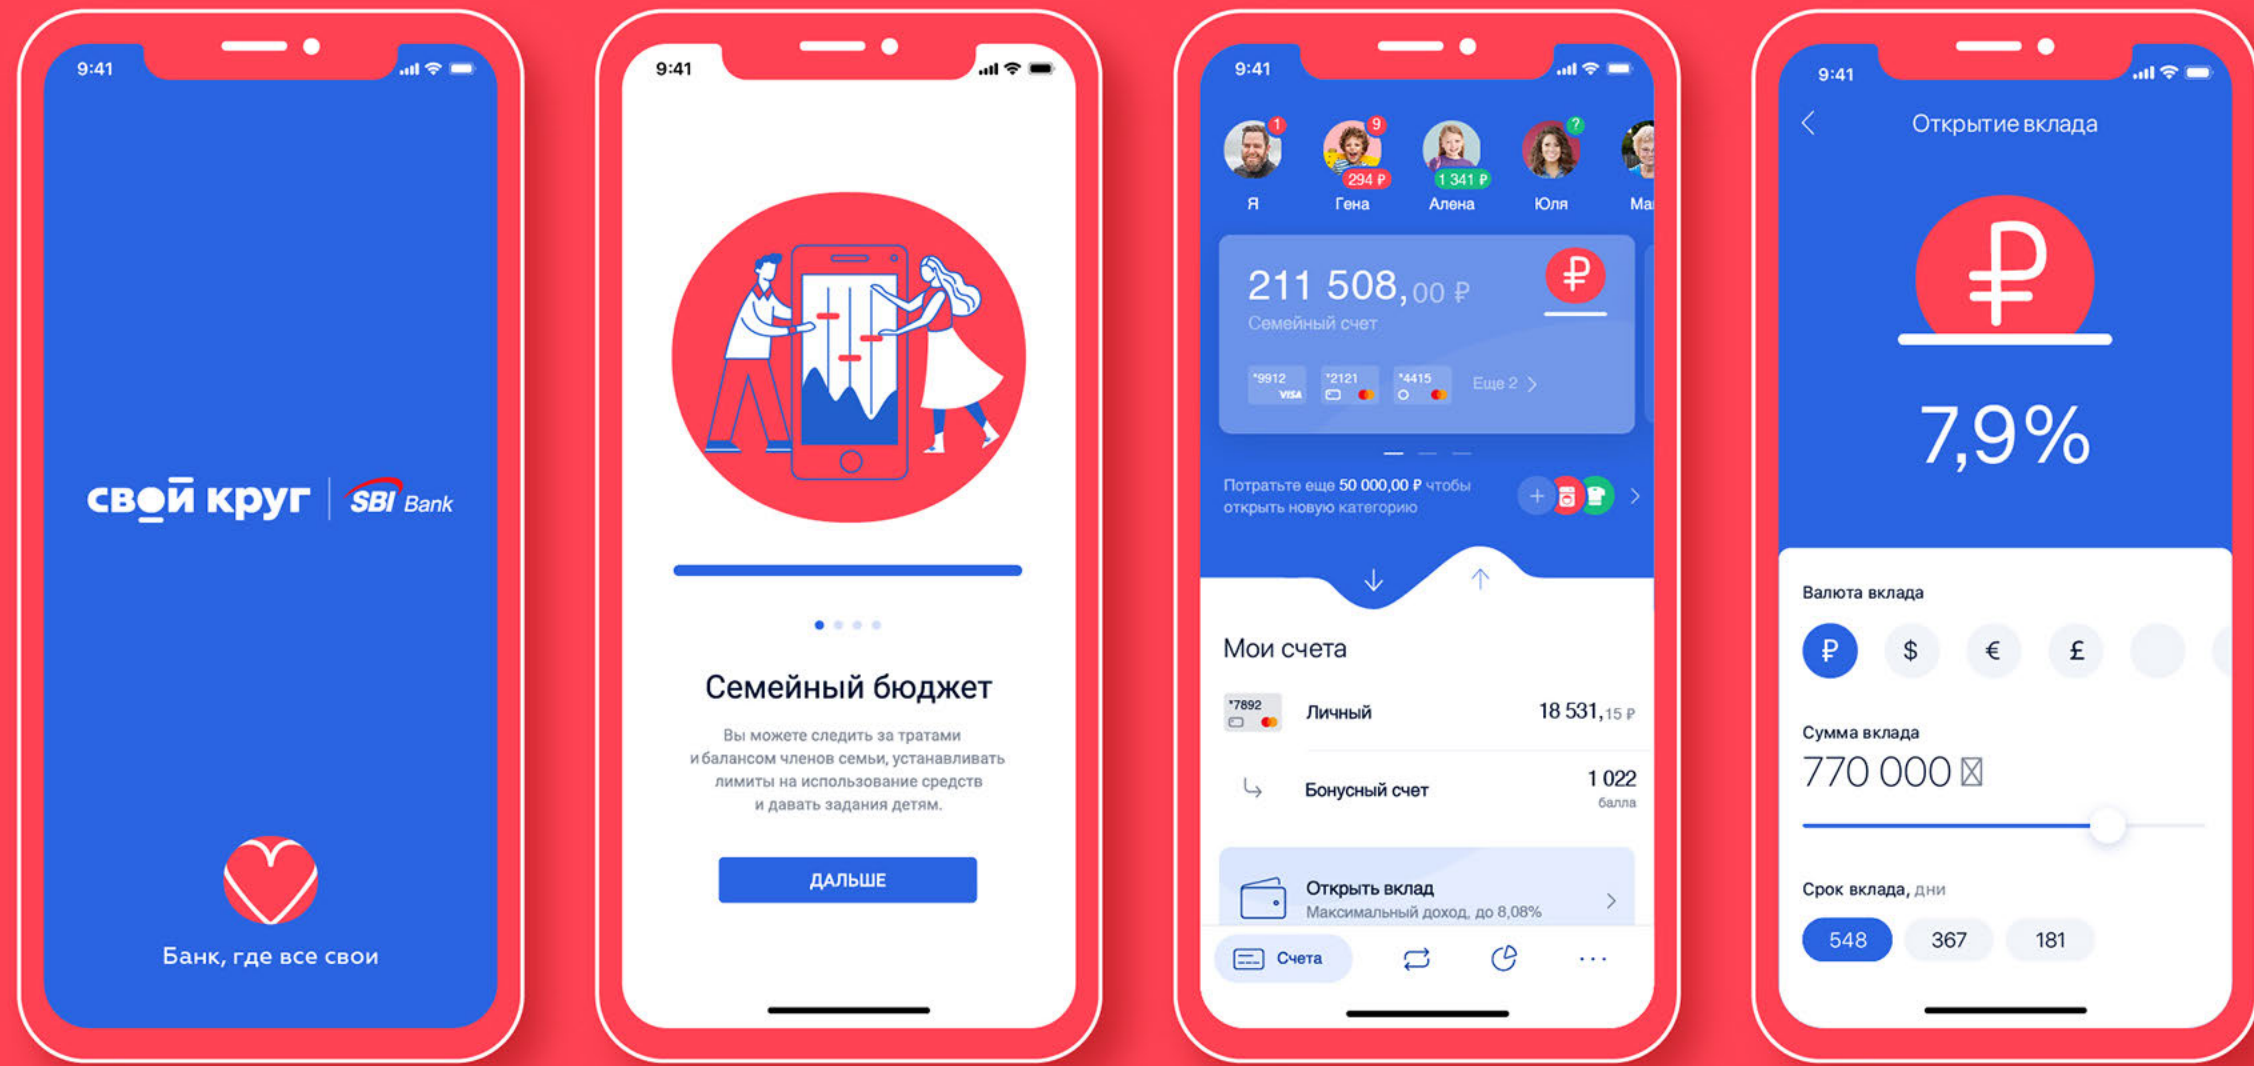 9:41
свой круг
SBI Bank
Банк, где все свои
9:41
Семейный бюджет
Вы можете следить за тратами
и балансом членов семьи, устанавливать
лимиты на использование средств
и давать задания детям.
ДАЛЬШЕ
9:41
1
9
?
294 ₽
1 341 ₽
Я
Гена
Алена
Юля
211 508,00 ₽
₽
Семейный счет
*9912
VISA
*2121
*4415
Еще 2
Потратьте еще 50 000,00 ₽ чтобы
открыть новую категорию
Мои счета
*7892
Личный
18 531,15 ₽
Бонусный счет
1 022
балла
Открыть вклад
Максимальный доход, до 8,08%
Счета
9:41
Открытие вклада
₽
7,9%
Валюта вклада
₽ $ € £
Сумма вклада
770 000
Срок вклада, дни
548 367 181